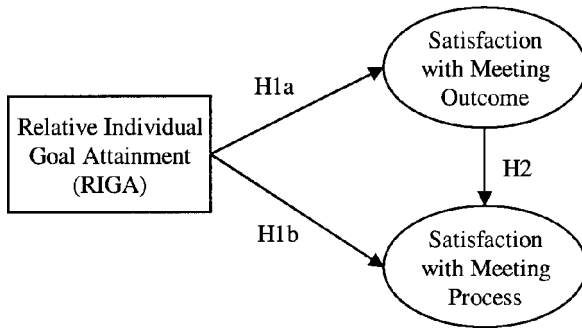 Satisfaction
with Meeting
Outcome
H1a
Relative Individual
Goal Attainment
(RIGA)
H2
H1b
Satisfaction
with Meeting
Process